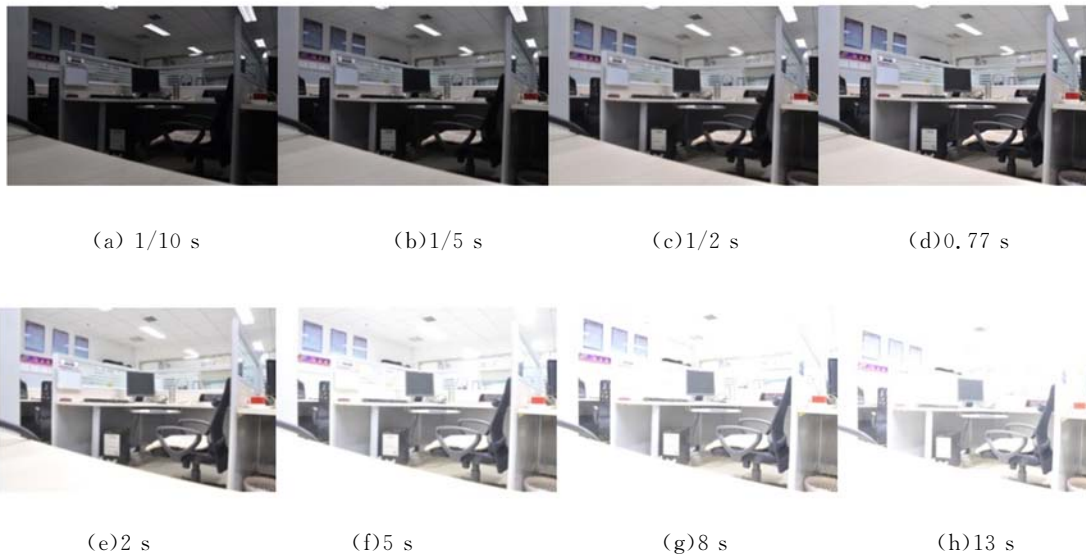 (a) 1/10 s
(b)1/5 s
(c)1/2 s
(d)0.77 s
(e)2 s
(f)5 s
(g)8 s
(h)13 s